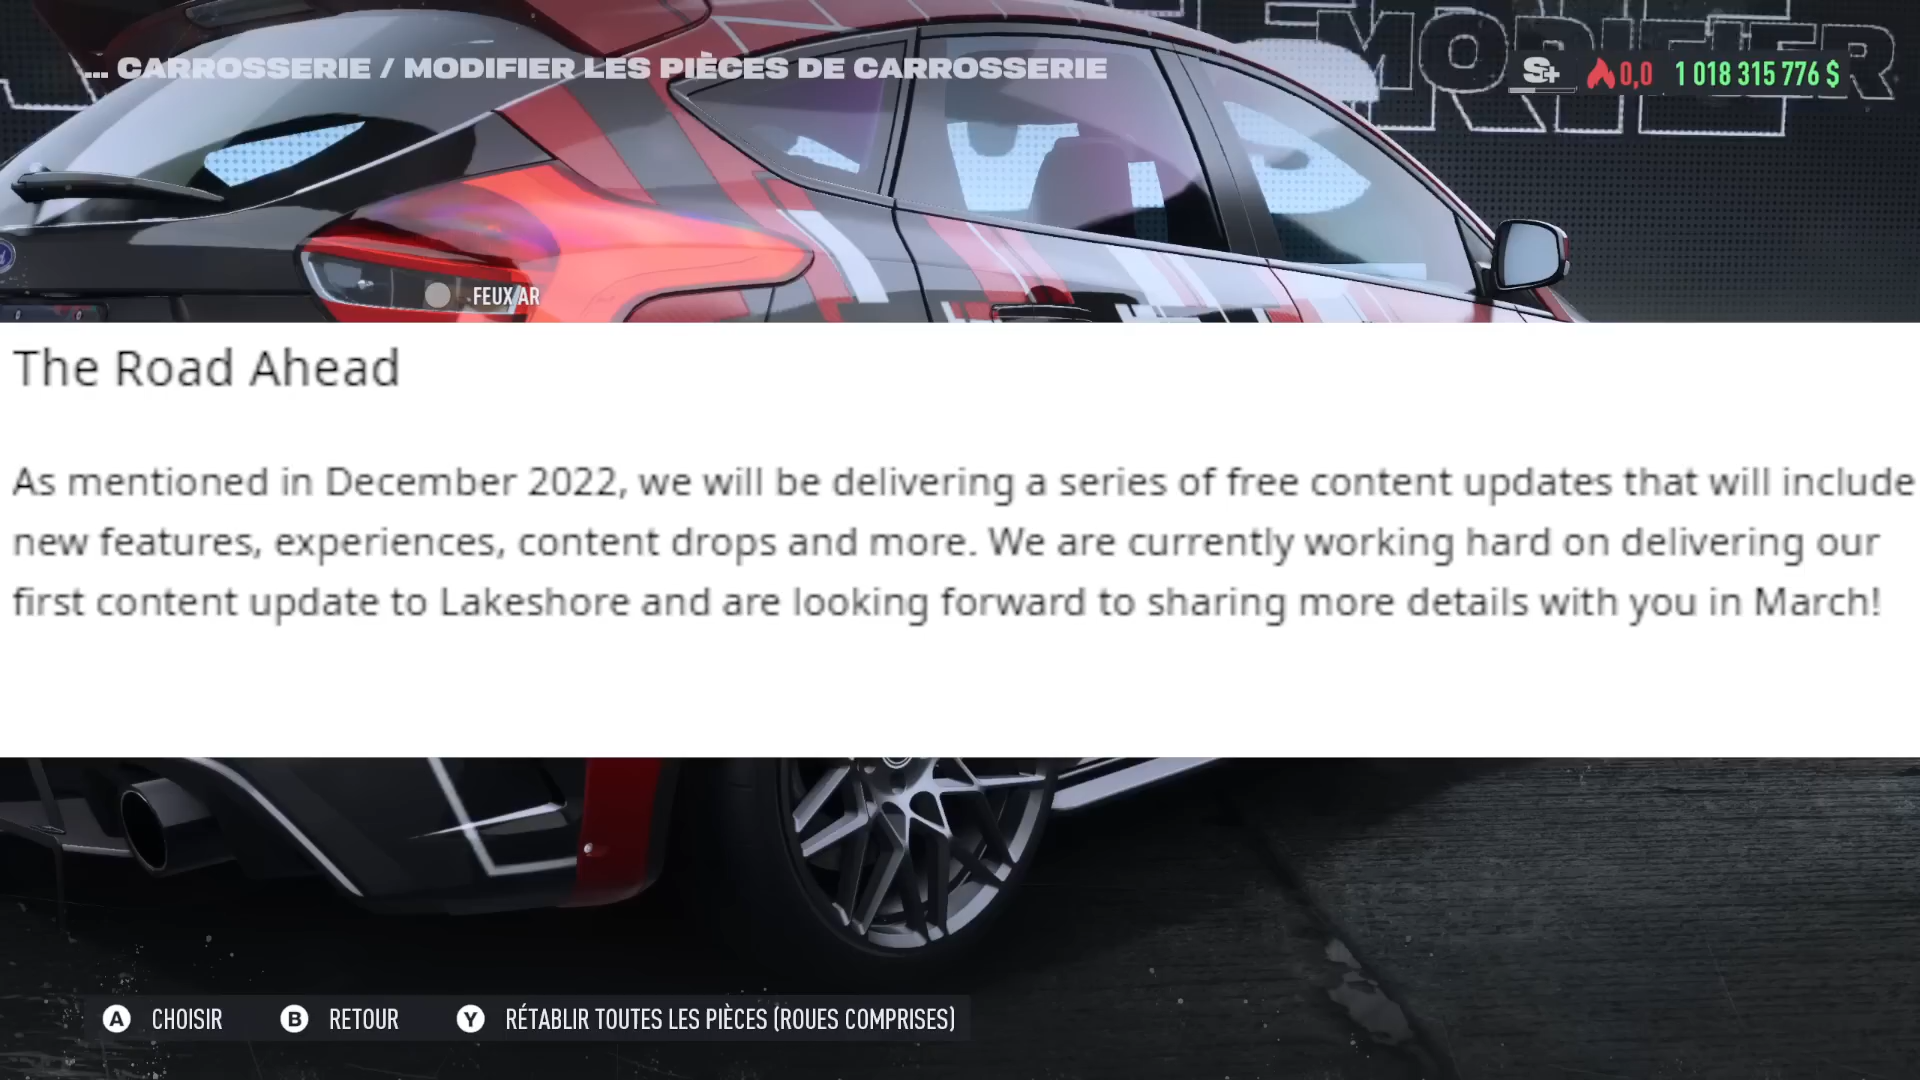 ... CARROSSERIE / MODIFIER LES PIÈCES DE CARROSSERIE
MODIFIER
S+ 0,0 1 018 315 776 $
FEUX AR
The Road Ahead
As mentioned in December 2022, we will be delivering a series of free content updates that will include
new features, experiences, content drops and more. We are currently working hard on delivering our
first content update to Lakeshore and are looking forward to sharing more details with you in March!
A CHOISIR B RETOUR Y RÉTABLIR TOUTES LES PIÈCES (ROUES COMPRISES)